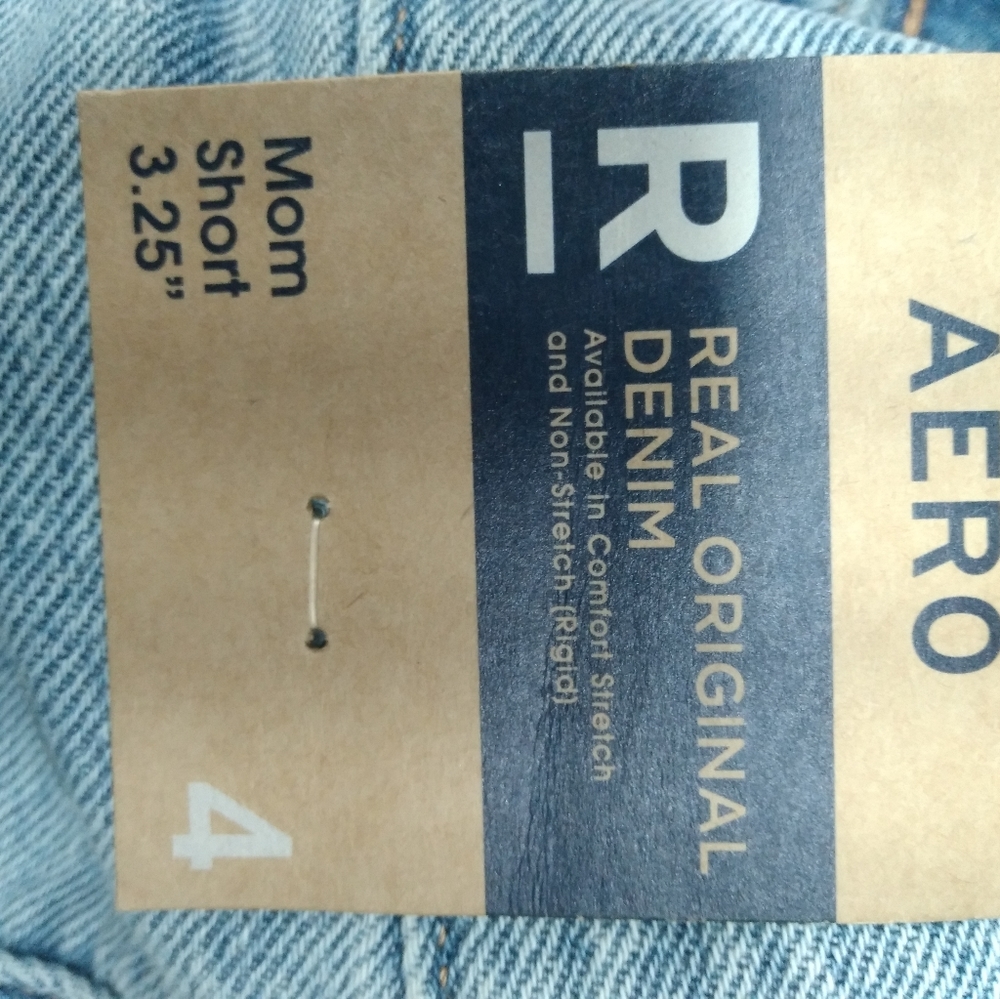 AERO
R
REAL ORIGINAL
DENIM
Available in Comfort Stretch
and Non-Stretch (Rigid)
Mom
Short
3.25”
4